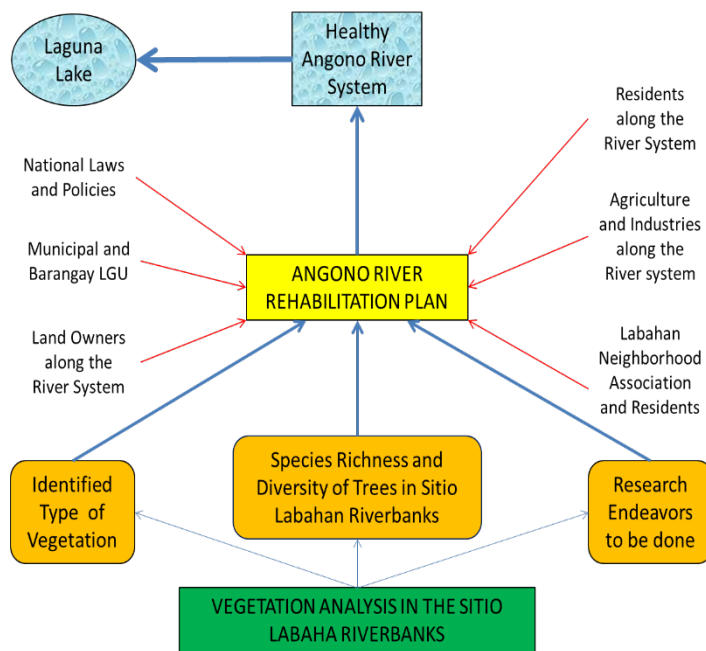 Laguna
Lake
Healthy
Angono River
System
Residents
along the
River System
National Laws
and Policies
Agriculture
and Industries
along the
River system
Municipal and
Barangay LGU
ANGONO RIVER
REHABILITATION PLAN
Land Owners
along the
River System
Labahan
Neighborhood
Association
and Residents
Identified
Type of
Vegetation
Species Richness and
Diversity of Trees in Sitio
Labahan Riverbanks
Research
Endeavors
to be done
VEGETATION ANALYSIS IN THE SITIO
LABAHA RIVERBANKS